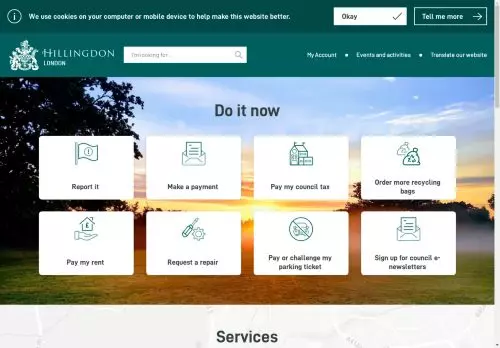 We use cookies on your computer or mobile device to help make this website better.
Okay
Tell me more
HILLINGDON
LONDON
I'm looking for...
My Account
Events and activities
Translate our website
Do it now
Report it
Make a payment
Pay my council tax
Order more recycling
bags
Pay my rent
Request a repair
Pay or challenge my
parking ticket
Sign up for council e-
newsletters
Services